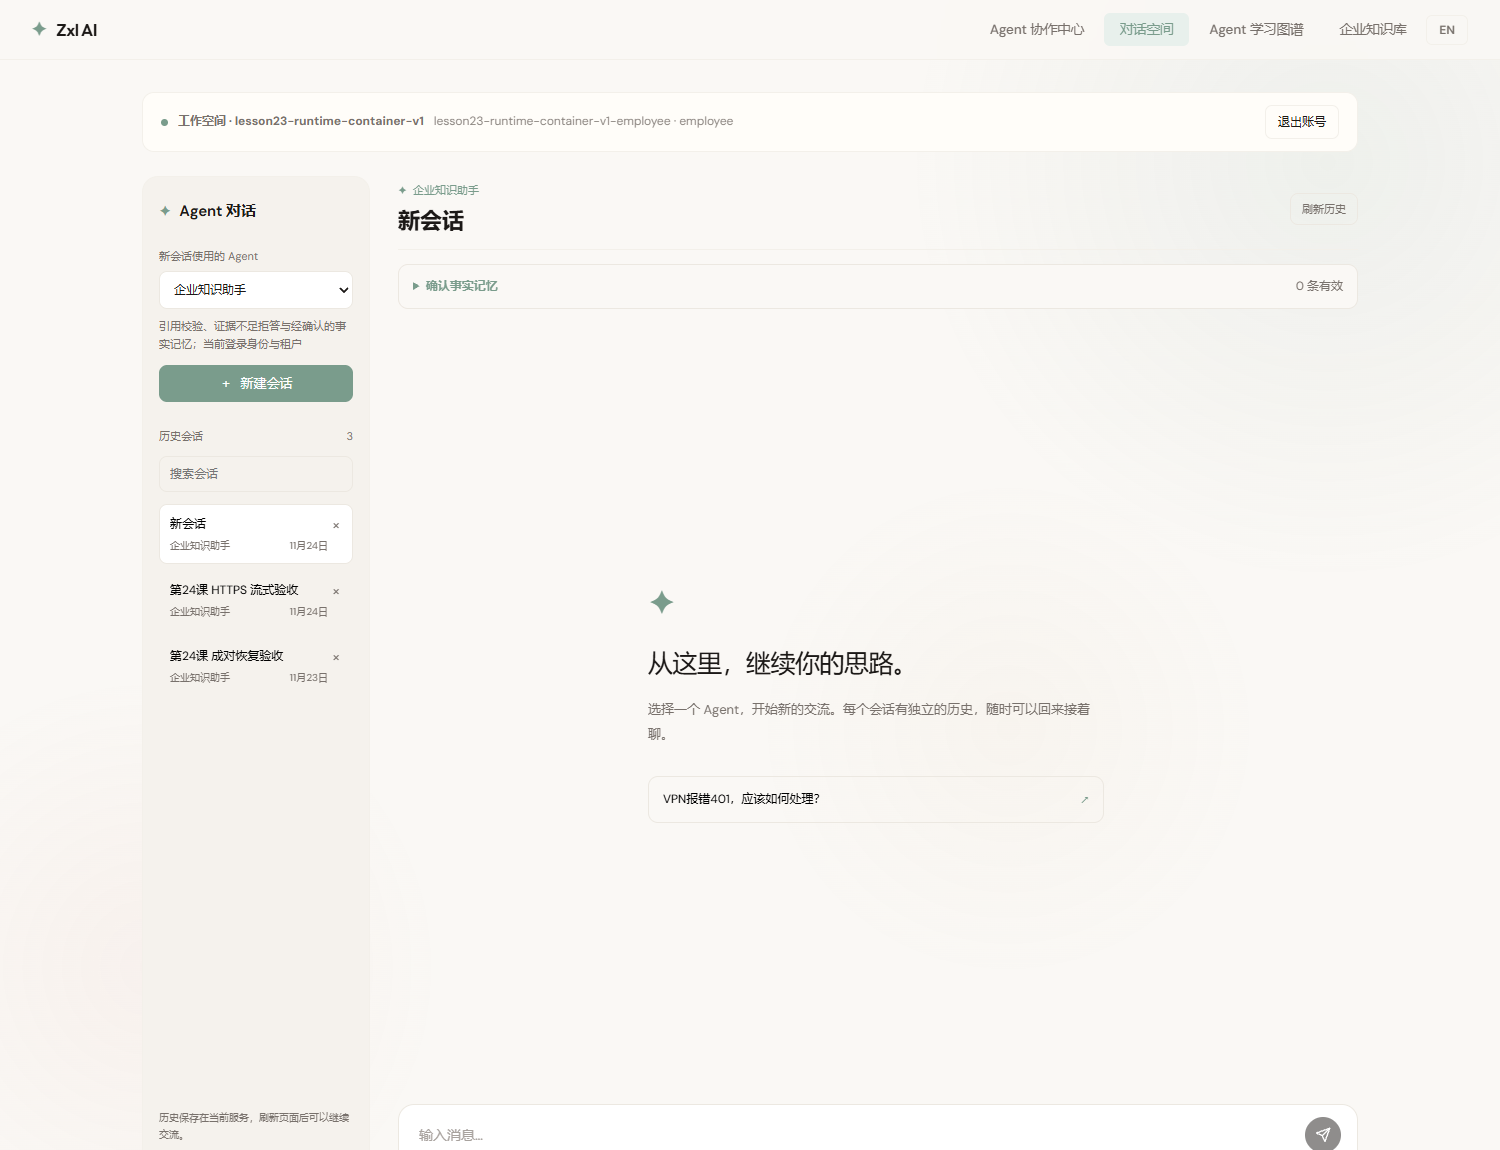 Zxl AI
Agent 协作中心
对话空间
Agent 学习图谱
企业知识库
EN
工作空间 · lesson23-runtime-container-v1 lesson23-runtime-container-v1-employee · employee
退出账号
Agent 对话
新会话使用的 Agent
企业知识助手
引用校验、证据不足拒答与经确认的事
实记忆；当前登录身份与租户
+ 新建会话
历史会话 3
搜索会话
新会话 ×
企业知识助手 11月24日
第24课 HTTPS 流式验收 ×
企业知识助手 11月24日
第24课 成对恢复验收 ×
企业知识助手 11月23日
历史保存在当前服务，刷新页面后可以继续
交流。
企业知识助手
新会话
刷新历史
确认事实记忆 0 条有效
从这里，继续你的思路。
选择一个 Agent，开始新的交流。每个会话有独立的历史，随时可以回来接着
聊。
VPN报错401，应该如何处理？ ↗
输入消息...